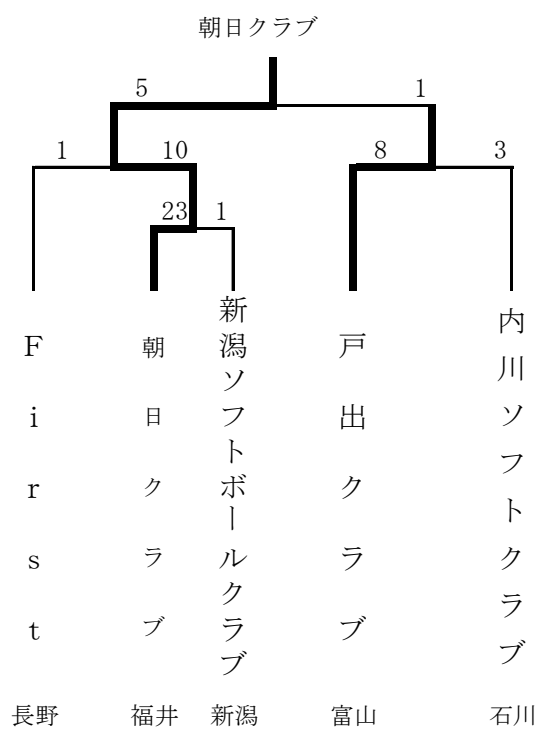 朝日クラブ
5 1
1 10 8 3
23 1
First
朝日クラブ
新潟ソフトボールクラブ
戸出クラブ
内川ソフトクラブ
長野 福井 新潟 富山 石川